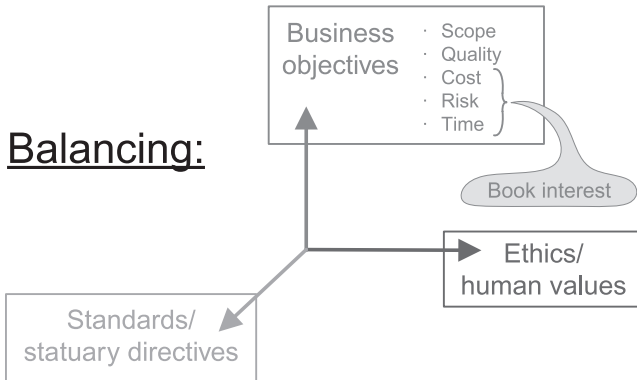 Business
objectives
· Scope
· Quality
· Cost
· Risk
· Time
Balancing:
Book interest
Ethics/
human values
Standards/
statuary directives